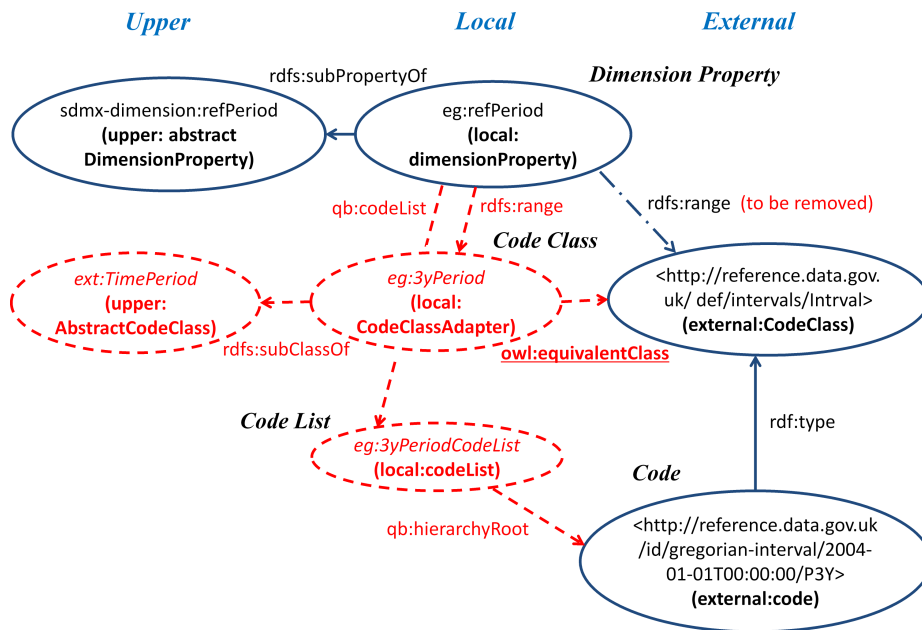 Upper
Local
External
rdfs:subPropertyOf
Dimension Property
sdmx-dimension:refPeriod
(upper: abstract
DimensionProperty)
eg:refPeriod
(local:
dimensionProperty)
qb:codeList
rdfs:range
rdfs:range (to be removed)
Code Class
ext:TimePeriod
(upper:
AbstractCodeClass)
eg:3yPeriod
(local:
CodeClassAdapter)
<http://reference.data.gov.
uk/ def/intervals/Intrval>
(external:CodeClass)
rdfs:subClassOf
owl:equivalentClass
Code List
rdf:type
eg:3yPeriodCodeList
(local:codeList)
Code
qb:hierarchyRoot
<http://reference.data.gov.uk
/id/gregorian-interval/2004-
01-01T00:00:00/P3Y>
(external:code)